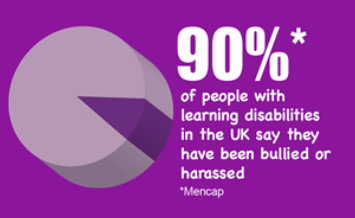 90%*
of people with
learning disabilities
in the UK say they
have been bullied or
harassed
*Mencap